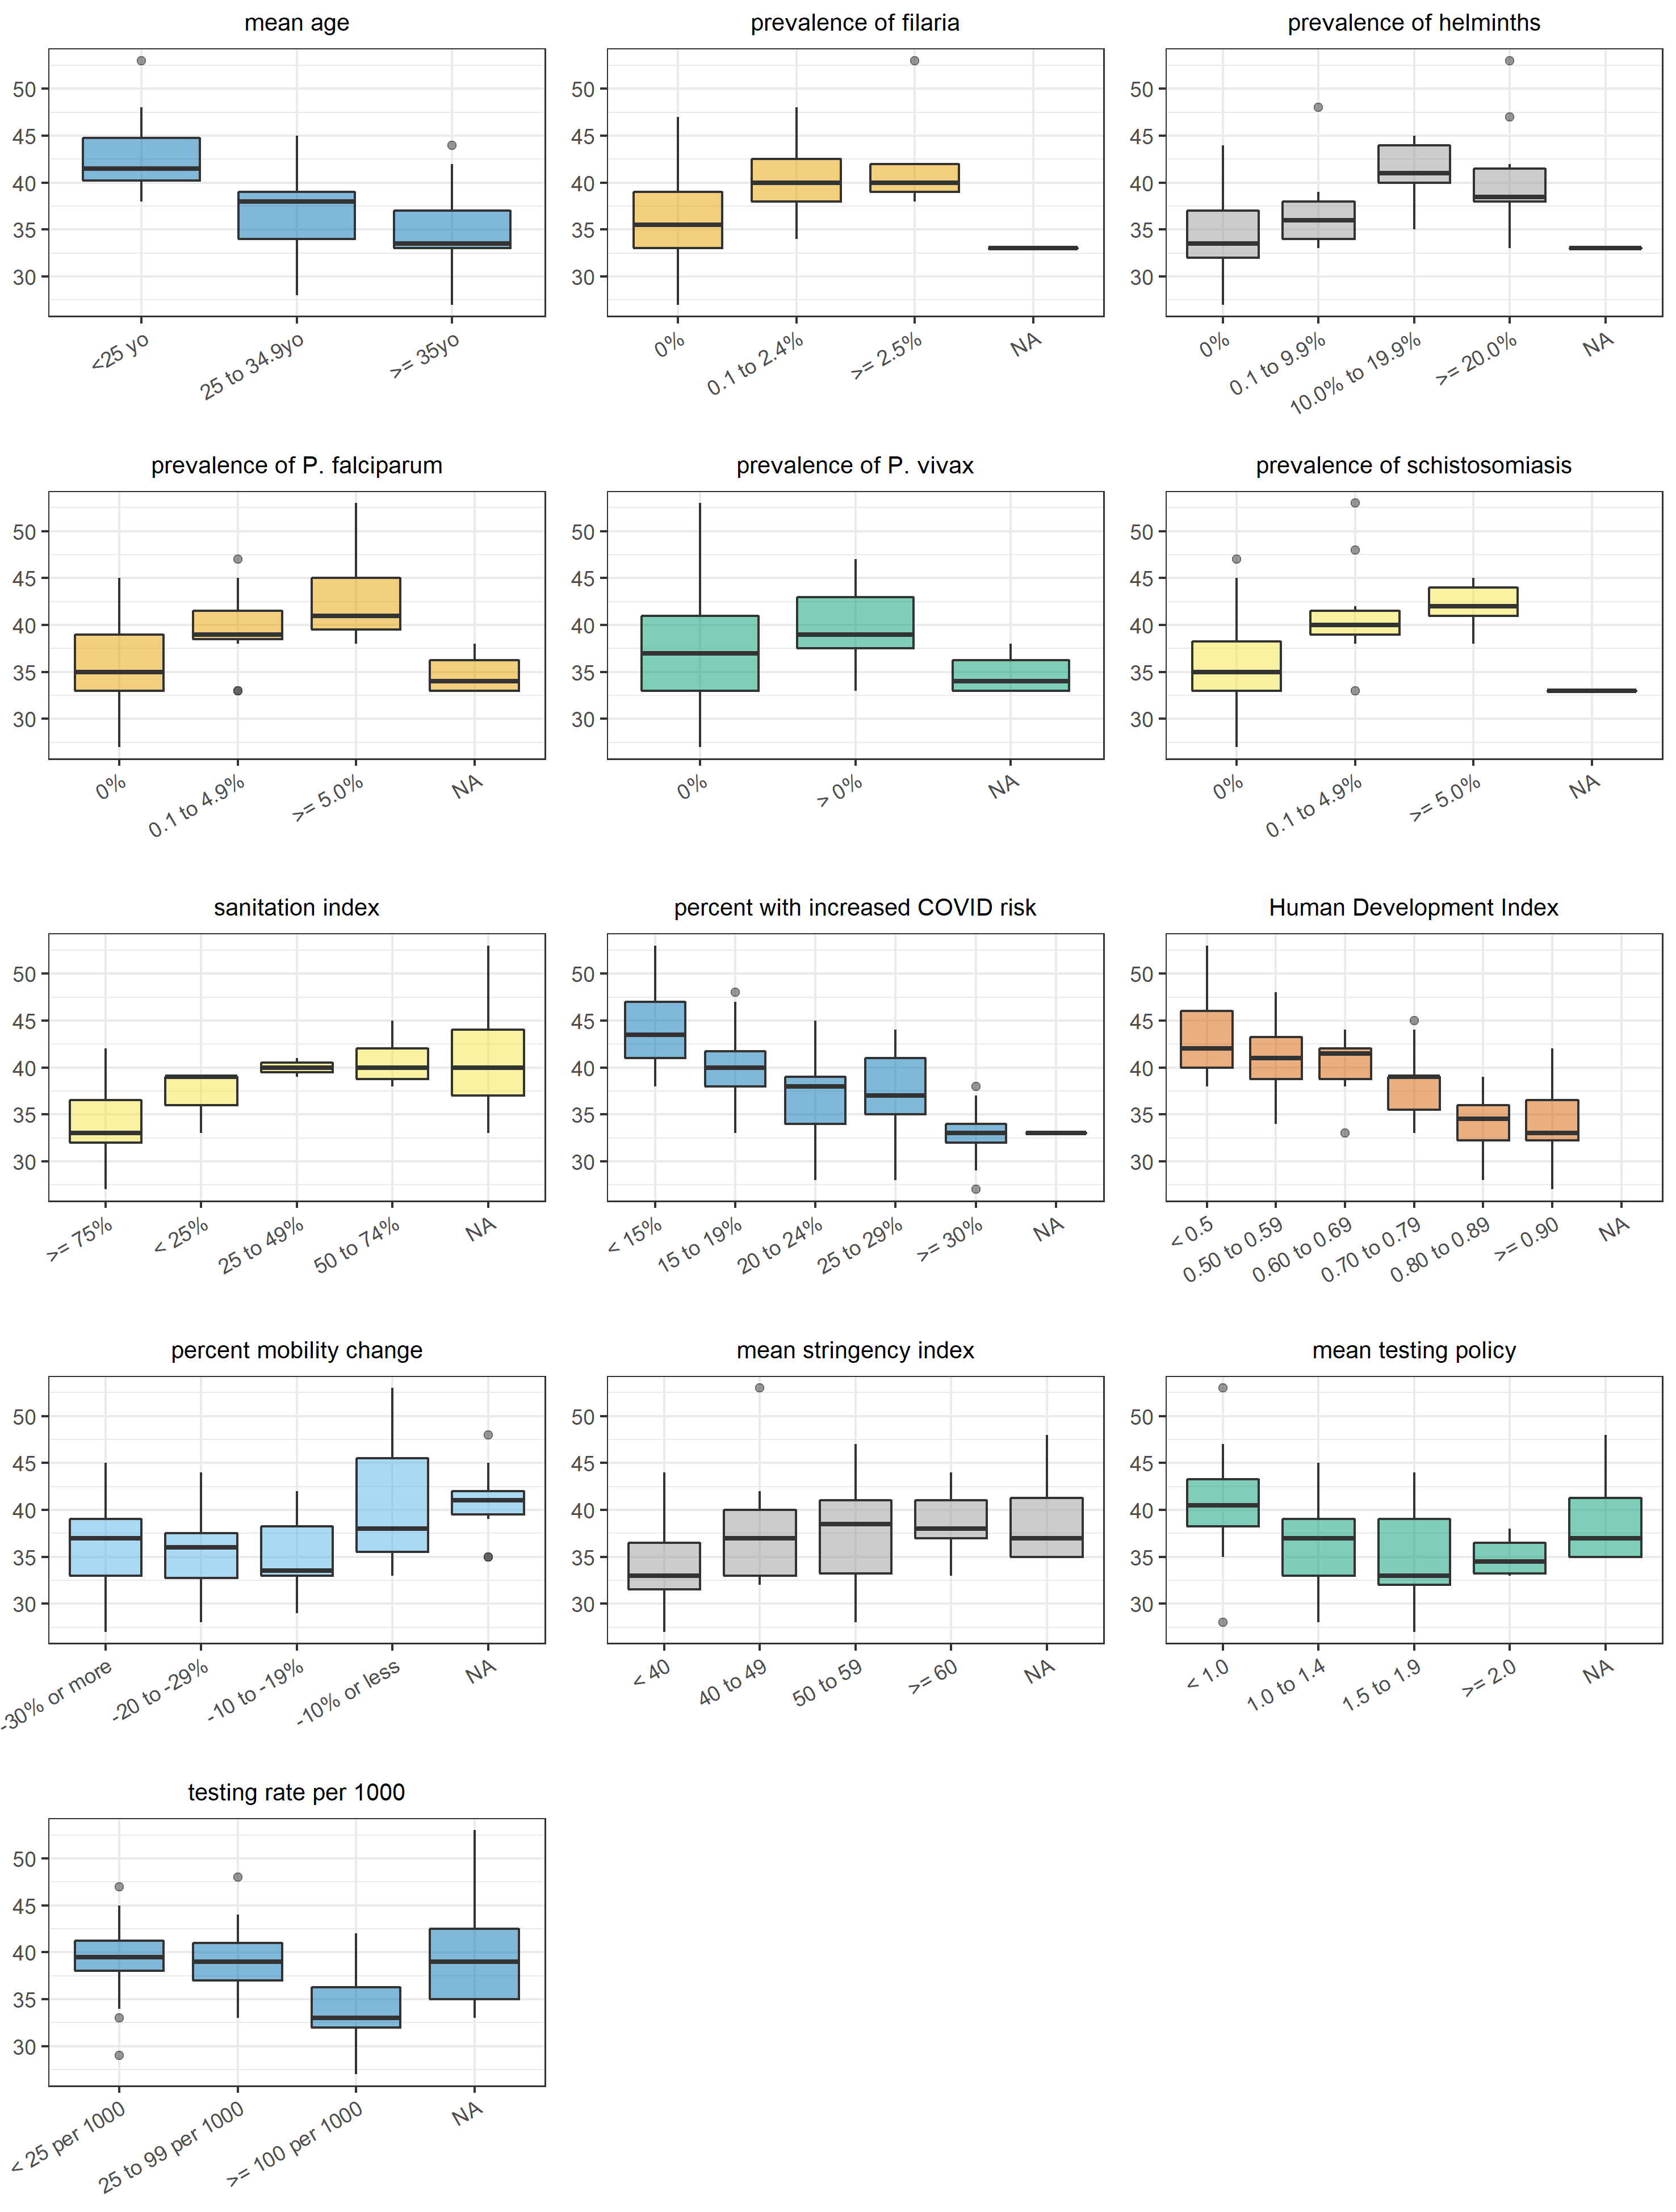 mean age
prevalence of filaria
prevalence of helminths
50
45
40
35
30
50
45
40
35
30
50
45
40
35
30
<25 yo
25 to 34.9yo
>= 35yo
0%
0.1 to 2.4%
>= 2.5%
NA
0%
0.1 to 9.9%
10.0% to 19.9%
>= 20.0%
NA
prevalence of P. falciparum
prevalence of P. vivax
prevalence of schistosomiasis
50
45
40
35
30
50
45
40
35
30
50
45
40
35
30
0%
0.1 to 4.9%
>= 5.0%
NA
0%
> 0%
NA
0%
0.1 to 4.9%
>= 5.0%
NA
sanitation index
percent with increased COVID risk
Human Development Index
50
45
40
35
30
50
45
40
35
30
50
45
40
35
30
>= 75%
< 25%
25 to 49%
50 to 74%
NA
< 15%
15 to 19%
20 to 24%
25 to 29%
>= 30%
NA
< 0.5
0.50 to 0.59
0.60 to 0.69
0.70 to 0.79
0.80 to 0.89
>= 0.90
NA
percent mobility change
mean stringency index
mean testing policy
50
45
40
35
30
50
45
40
35
30
50
45
40
35
30
-30% or more
-20 to -29%
-10 to -19%
-10% or less
NA
< 40
40 to 49
50 to 59
>= 60
NA
< 1.0
1.0 to 1.4
1.5 to 1.9
>= 2.0
NA
testing rate per 1000
50
45
40
35
30
< 25 per 1000
25 to 99 per 1000
>= 100 per 1000
NA